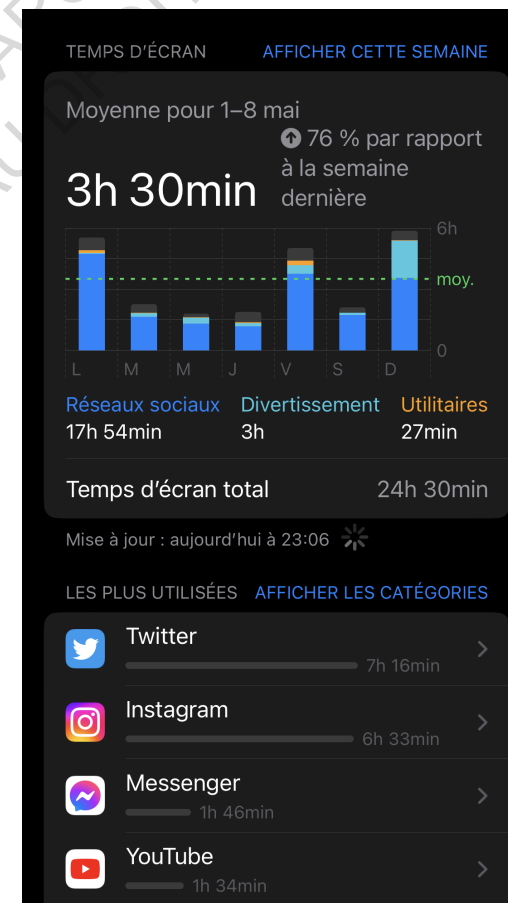 TEMPS D'ÉCRAN AFFICHER CETTE SEMAINE
Moyenne pour 1–8 mai
3h 30min
76 % par rapport
à la semaine
dernière
6h
moy.
0
L M M J V S D
Réseaux sociaux Divertissement Utilitaires
17h 54min 3h 27min
Temps d'écran total 24h 30min
Mise à jour : aujourd'hui à 23:06
LES PLUS UTILISÉES AFFICHER LES CATÉGORIES
Twitter
7h 16min
Instagram
6h 33min
Messenger
1h 46min
YouTube
1h 34min